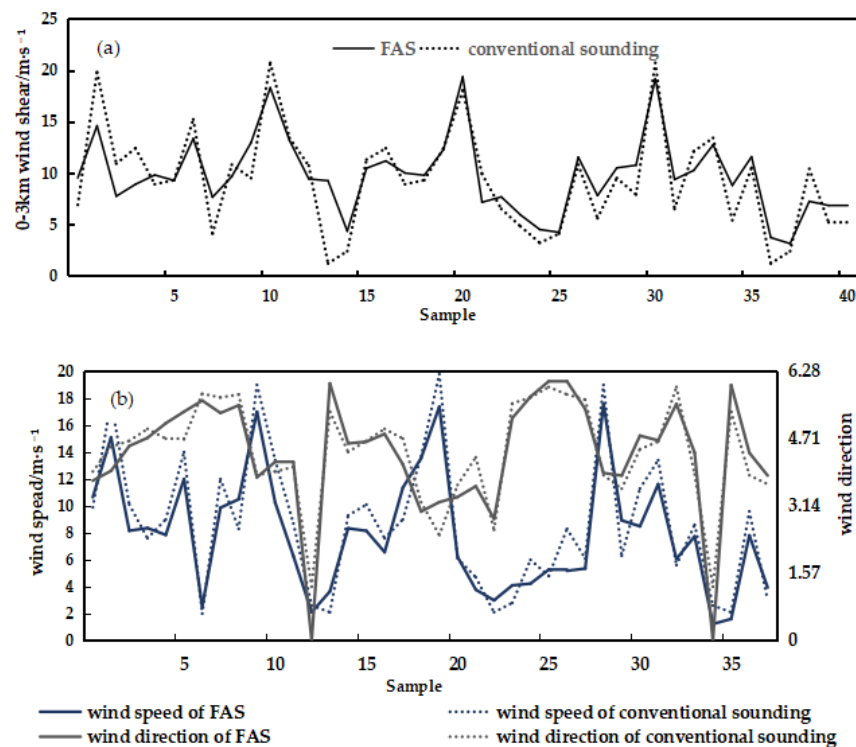 (a)
FAS conventional sounding
0-3km wind shear/m·s⁻¹
25
20
15
10
5
0
5 10 15 20 25 30 35 40
Sample
(b)
wind spead/m·s⁻¹
20
18
16
14
12
10
8
6
4
2
0
6.28
4.71
3.14
1.57
0
wind direction
5 10 15 20 25 30 35
Sample
wind speed of FAS wind speed of conventional sounding
wind direction of FAS wind direction of conventional sounding